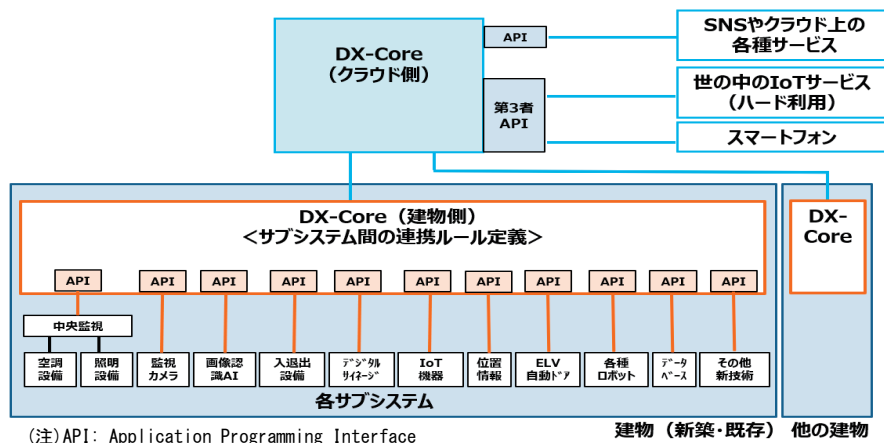 DX-Core
（クラウド側）
API
第3者
API
SNSやクラウド上の
各種サービス
世の中のIoTサービス
（ハード利用）
スマートフォン
DX-Core（建物側）
＜サブシステム間の連携ルール定義＞
DX-
Core
API
API
API
API
API
API
API
API
API
API
API
中央監視
空調
設備
照明
設備
監視
カメラ
画像認
識AI
入退出
設備
ﾃﾞｼﾞﾀﾙ
ｻｲﾈｰｼﾞ
IoT
機器
位置
情報
ELV
自動ﾄﾞｱ
各種
ロボット
ﾃﾞｰﾀ
ﾍﾞｰｽ
その他
新技術
各サブシステム
建物（新築・既存）
他の建物
(注)API: Application Programming Interface